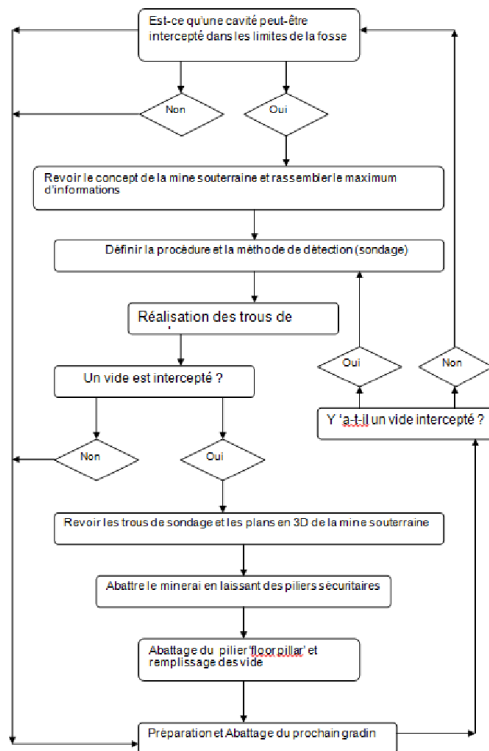 Est-ce qu'une cavité peut-être
intercepté dans les limites de la fosse
Non
Oui
Revoir le concept de la mine souterraine et rassembler le maximum
d'informations
Définir la procédure et la méthode de détection (sondage)
Réalisation des trous de
Un vide est intercepté ?
Oui
Non
Y 'a-t-il un vide intercepté ?
Non
Oui
Revoir les trous de sondage et les plans en 3D de la mine souterraine
Abattre le minerai en laissant des piliers sécuritaires
Abattage du pilier 'floorpillar' et
remplissage des vide
Préparation et Abattage du prochain gradin